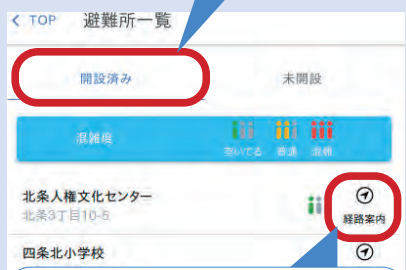 < TOP 避難所一覧
開設済み 未開設
混雑度
空いてる 普通 混雑
北条人権文化センター
北条3丁目10-5
経路案内
四条北小学校